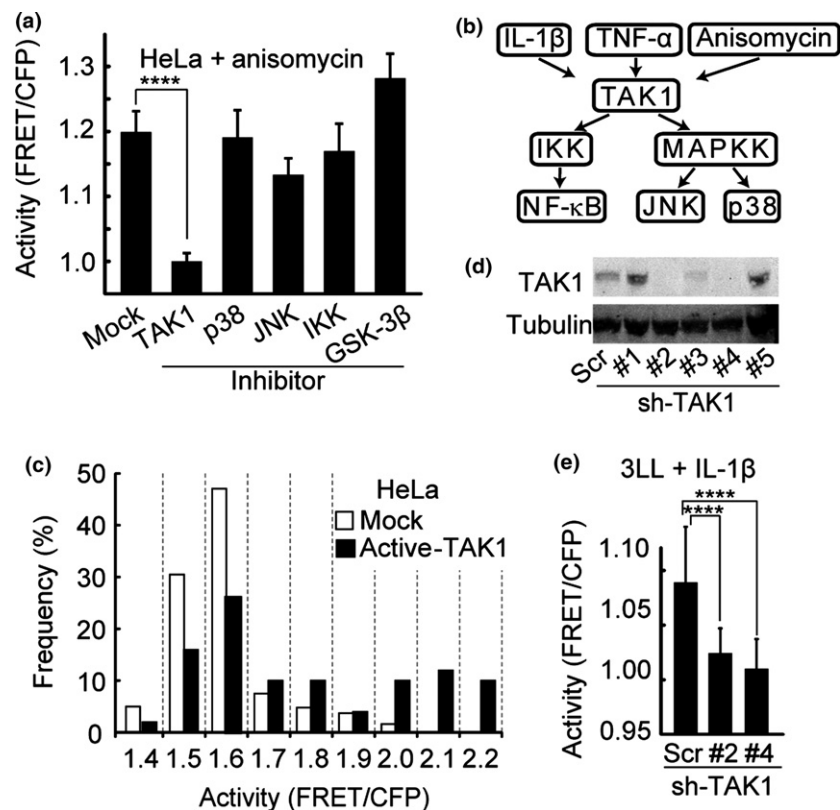 (a)
HeLa + anisomycin
****
Activity (FRET/CFP)
1.3
1.2
1.1
1.0
Mock TAK1 p38 JNK IKK GSK-3β
Inhibitor
(b)
IL-1β TNF-α Anisomycin
TAK1
IKK MAPKK
NF-κB JNK p38
(d)
TAK1
Tubulin
Scr #1 #2 #3 #4 #5
sh-TAK1
(c)
HeLa
Mock
Active-TAK1
Frequency (%)
50
40
30
20
10
0
1.4 1.5 1.6 1.7 1.8 1.9 2.0 2.1 2.2
Activity (FRET/CFP)
(e)
3LL + IL-1β
****
****
Activity (FRET/CFP)
1.10
1.05
1.00
0.95
Scr #2 #4
sh-TAK1